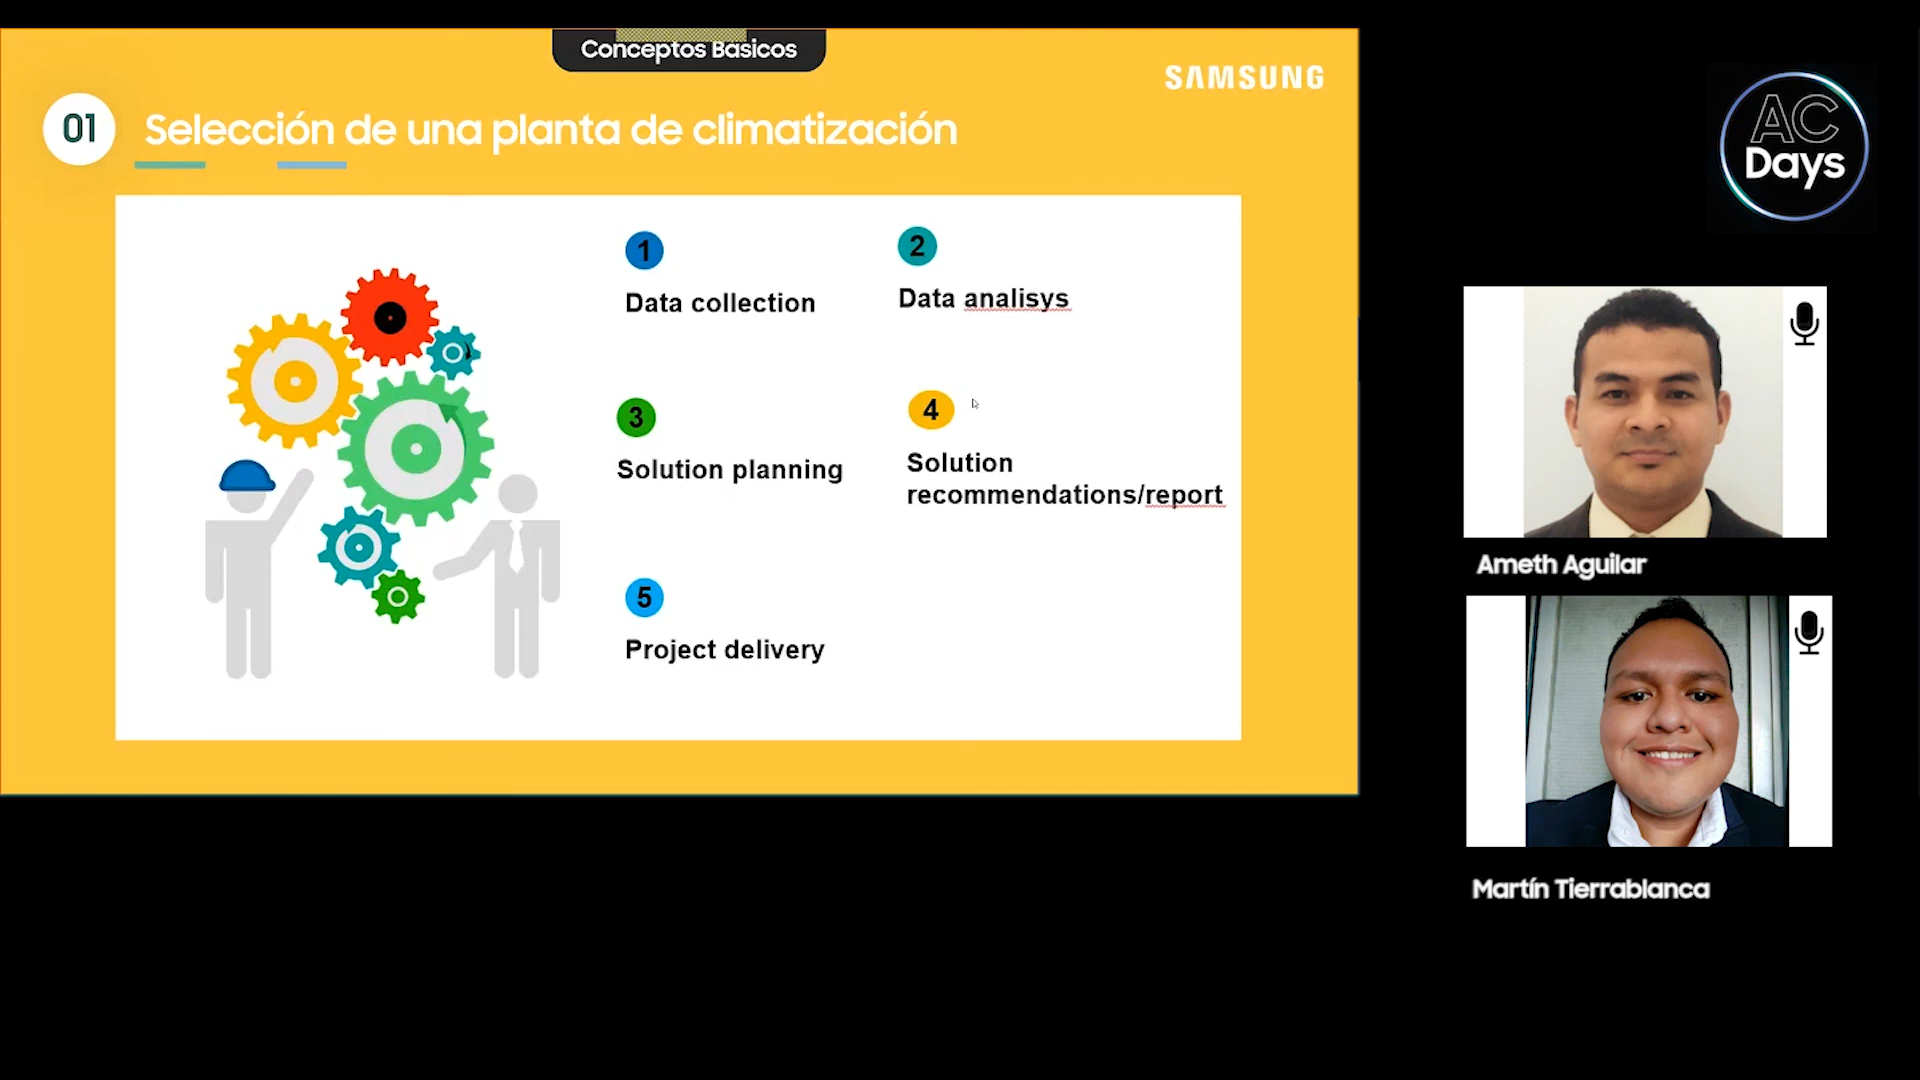 Conceptos Basicos
SAMSUNG
01
Selección de una planta de climatización
1
Data collection
2
Data analisys
3
Solution planning
4
Solution
recommendations/report
5
Project delivery
AC
Days
Ameth Aguilar
Martín Tierrablanca